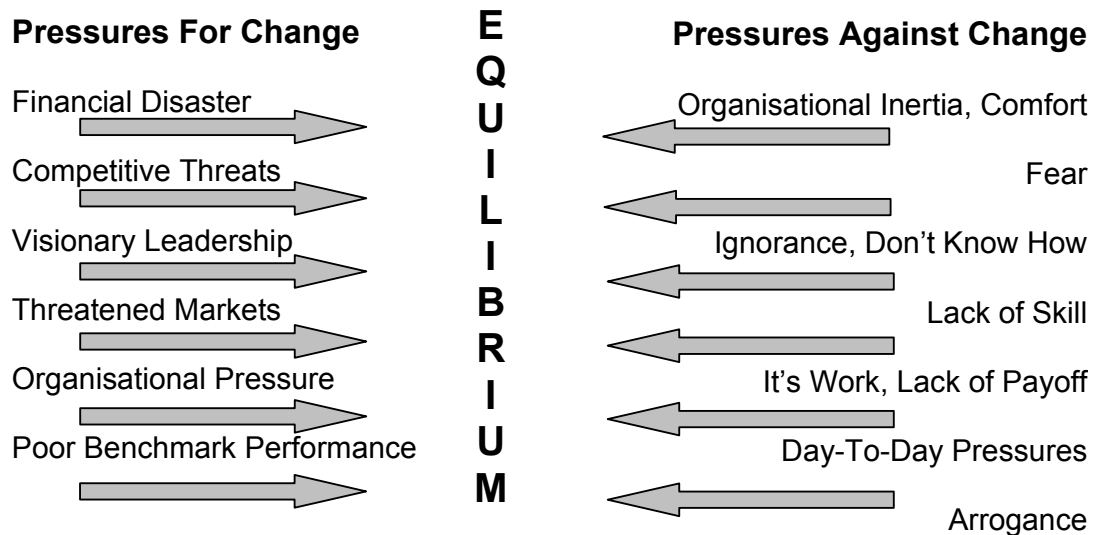 Pressures For Change
Financial Disaster
Competitive Threats
Visionary Leadership
Threatened Markets
Organisational Pressure
Poor Benchmark Performance
E
Q
U
I
L
I
B
R
I
U
M
Pressures Against Change
Organisational Inertia, Comfort
Fear
Ignorance, Don’t Know How
Lack of Skill
It’s Work, Lack of Payoff
Day-To-Day Pressures
Arrogance